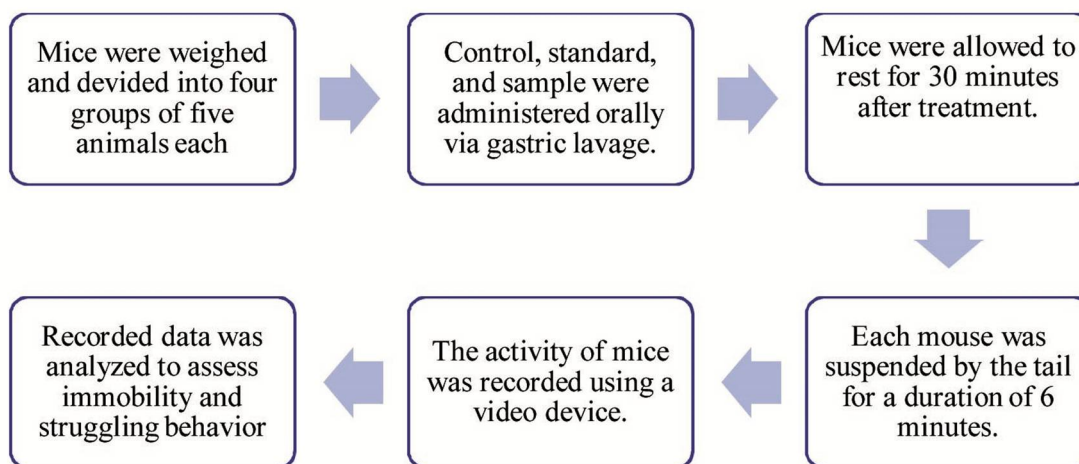 Mice were weighed
and devided into four
groups of five
animals each
Control, standard,
and sample were
administered orally
via gastric lavage.
Mice were allowed to
rest for 30 minutes
after treatment.
Each mouse was
suspended by the tail
for a duration of 6
minutes.
The activity of mice
was recorded using a
video device.
Recorded data was
analyzed to assess
immobility and
struggling behavior